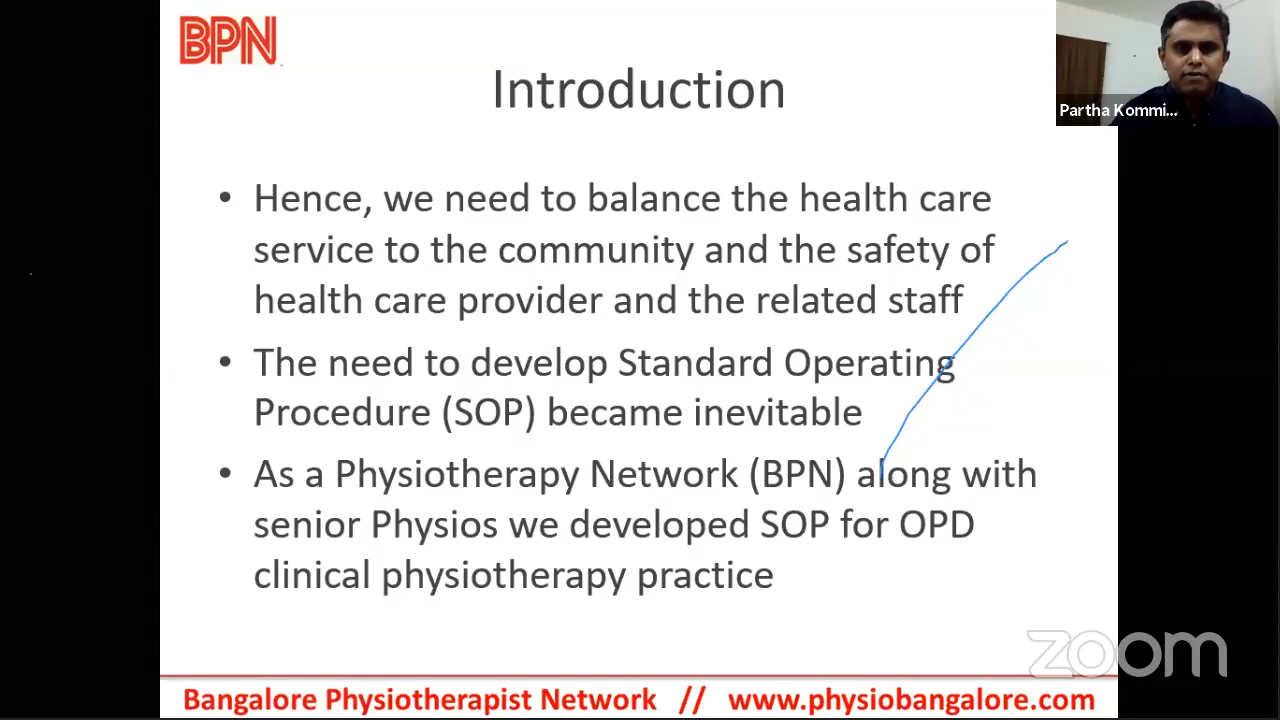 BPN
Introduction
Partha Kommi...
• Hence, we need to balance the health care
service to the community and the safety of
health care provider and the related staff
• The need to develop Standard Operating
Procedure (SOP) became inevitable
• As a Physiotherapy Network (BPN) along with
senior Physios we developed SOP for OPD
clinical physiotherapy practice
zoom
Bangalore Physiotherapist Network // www.physiobangalore.com